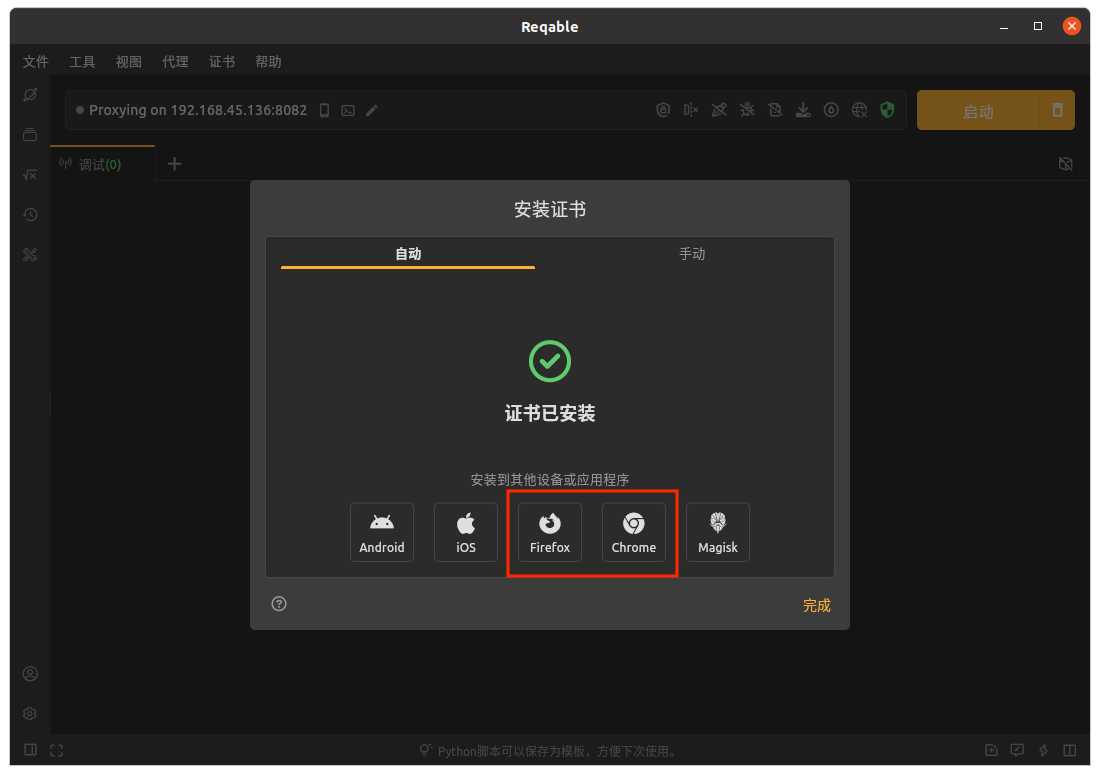 Reqable
文件 工具 视图 代理 证书 帮助
Proxying on 192.168.45.136:8082
启动
调试(0)
安装证书
自动 手动
证书已安装
安装到其他设备或应用程序
Android iOS Firefox Chrome Magisk
完成
Python脚本可以保存为模板，方便下次使用。